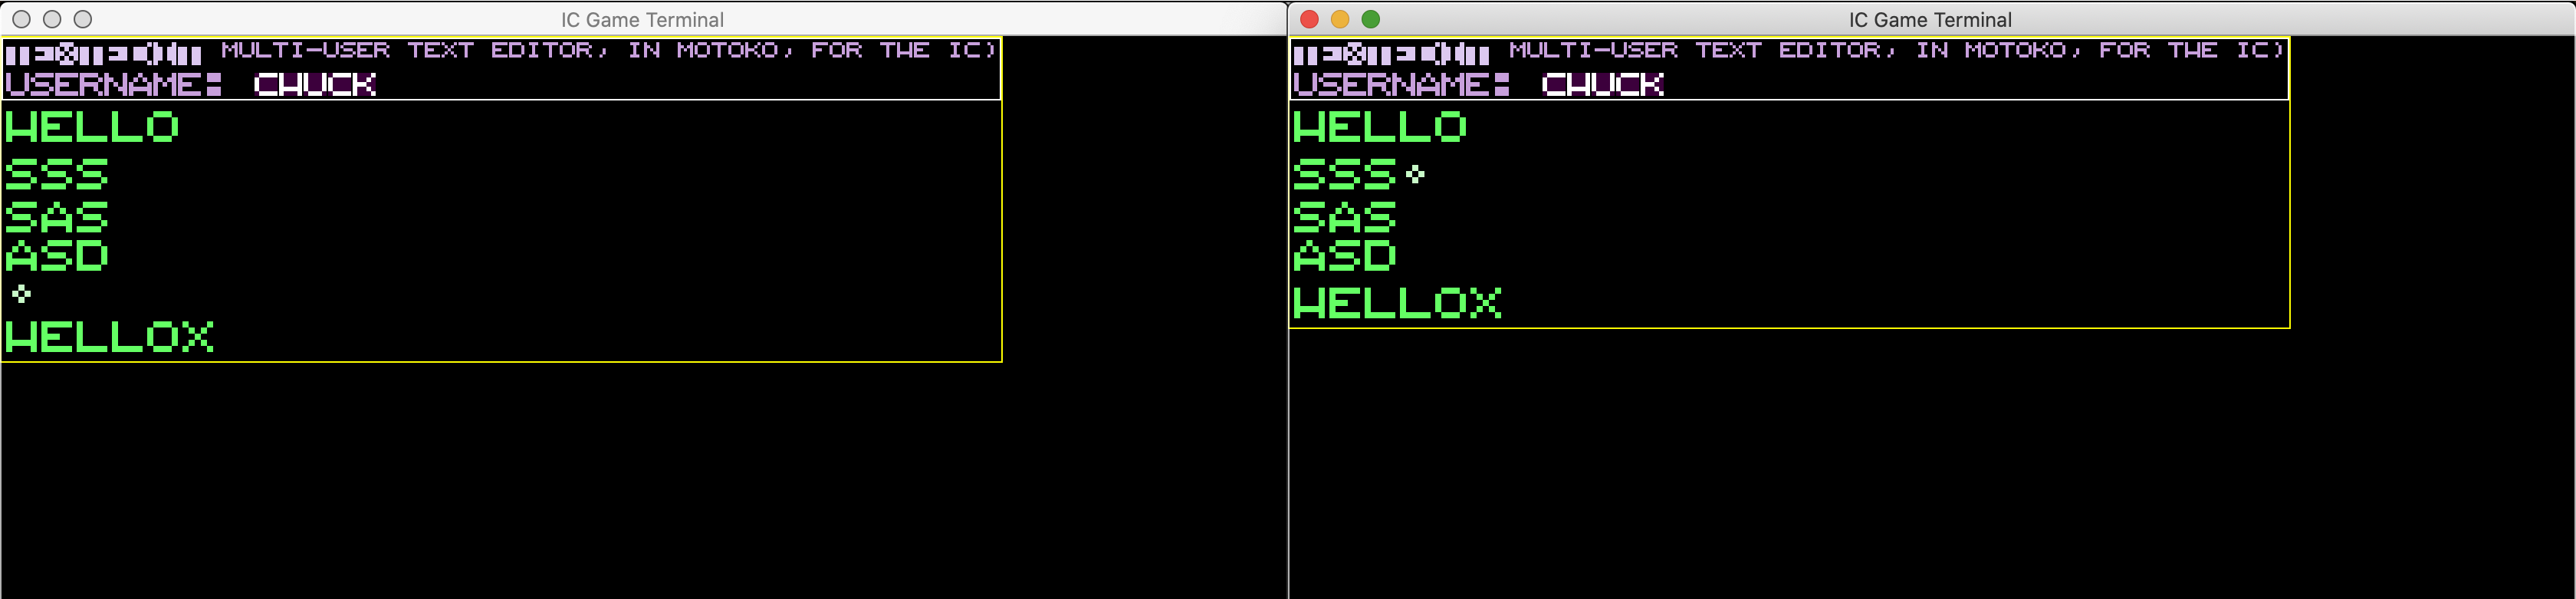 IC Game Terminal
MULTI-USER TEXT EDITOR, IN MOTOKO, FOR THE IC)
USERNAME: CHUCK
HELLO
SSS
SAS
ASD
HELLOX
IC Game Terminal
MULTI-USER TEXT EDITOR, IN MOTOKO, FOR THE IC)
USERNAME: CHUCK
HELLO
SSS
SAS
ASD
HELLOX